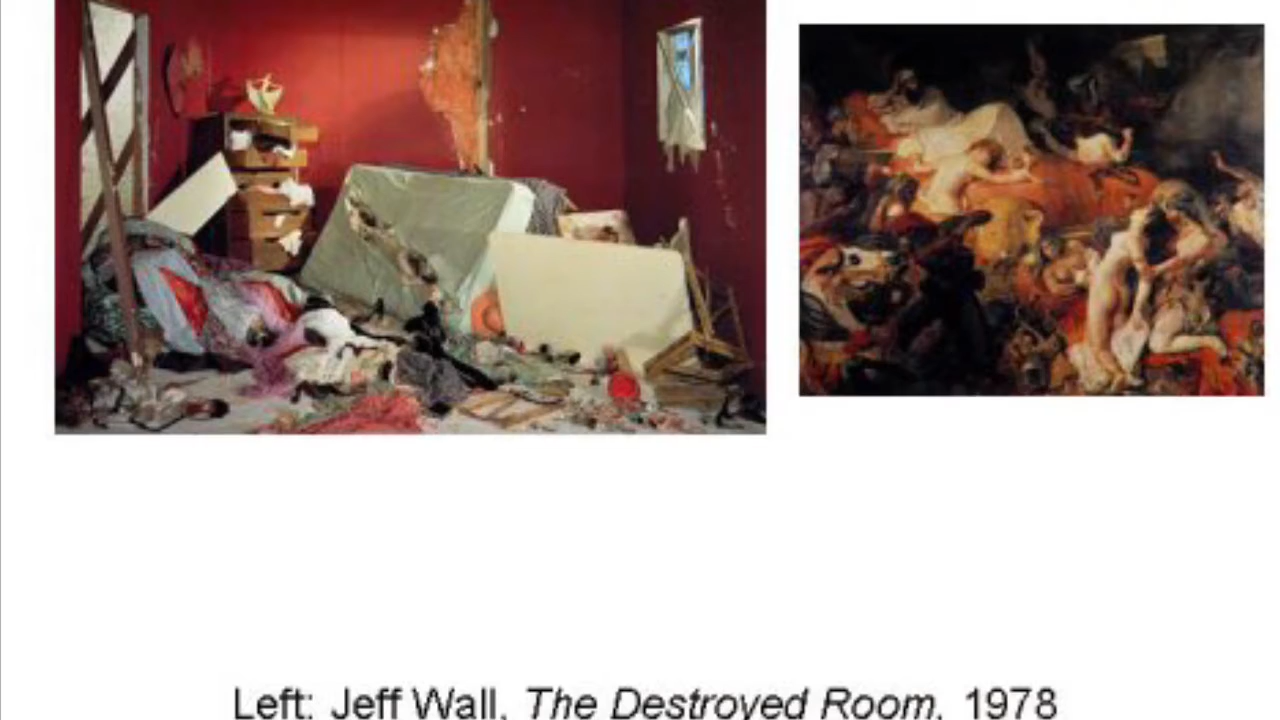 Left: Jeff Wall, The Destroyed Room, 1978